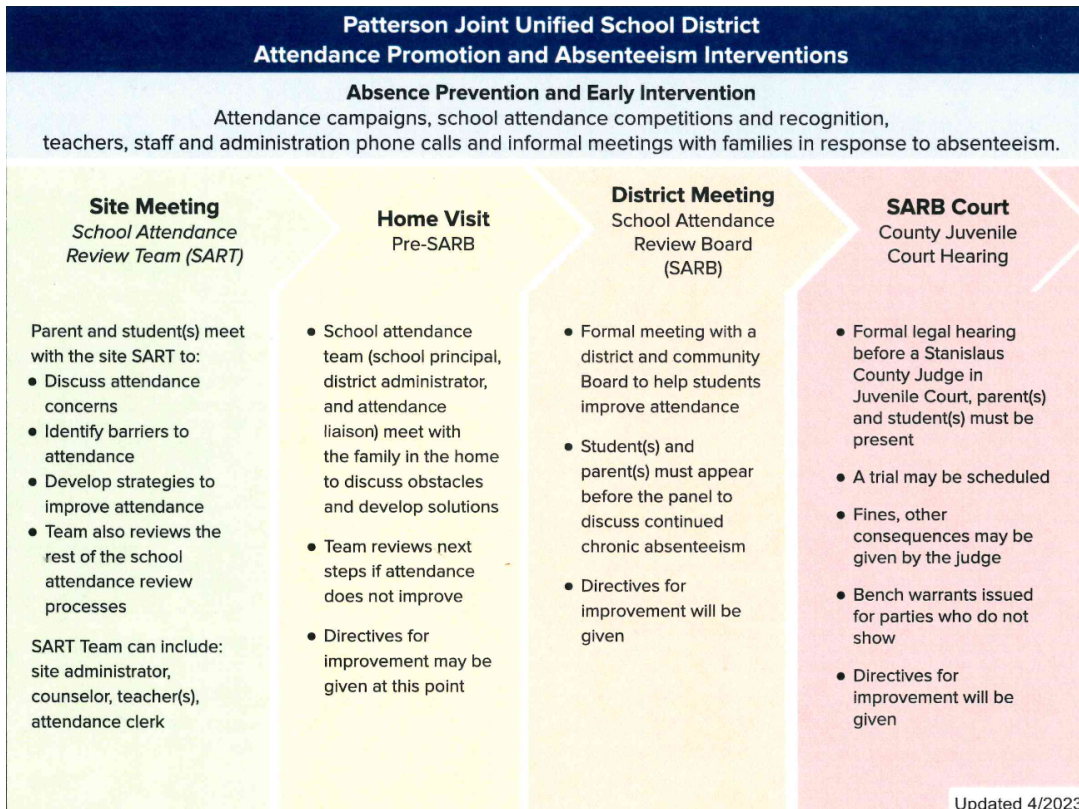 Patterson Joint Unified School District
Attendance Promotion and Absenteeism Interventions
Absence Prevention and Early Intervention
Attendance campaigns, school attendance competitions and recognition,
teachers, staff and administration phone calls and informal meetings with families in response to absenteeism.
Site Meeting
School Attendance
Review Team (SART)
Parent and student(s) meet
with the site SART to:
• Discuss attendance
concerns
• Identify barriers to
attendance
• Develop strategies to
improve attendance
• Team also reviews the
rest of the school
attendance review
processes
SART Team can include:
site administrator,
counselor, teacher(s),
attendance clerk
Home Visit
Pre-SARB
• School attendance
team (school principal,
district administrator,
and attendance
liaison) meet with
the family in the home
to discuss obstacles
and develop solutions
• Team reviews next
steps if attendance
does not improve
• Directives for
improvement may be
given at this point
District Meeting
School Attendance
Review Board
(SARB)
• Formal meeting with a
district and community
Board to help students
improve attendance
• Student(s) and
parent(s) must appear
before the panel to
discuss continued
chronic absenteeism
• Directives for
improvement will be
given
SARB Court
County Juvenile
Court Hearing
• Formal legal hearing
before a Stanislaus
County Judge in
Juvenile Court, parent(s)
and student(s) must be
present
• A trial may be scheduled
• Fines, other
consequences may be
given by the judge
• Bench warrants issued
for parties who do not
show
• Directives for
improvement will be
given
Updated 4/2023